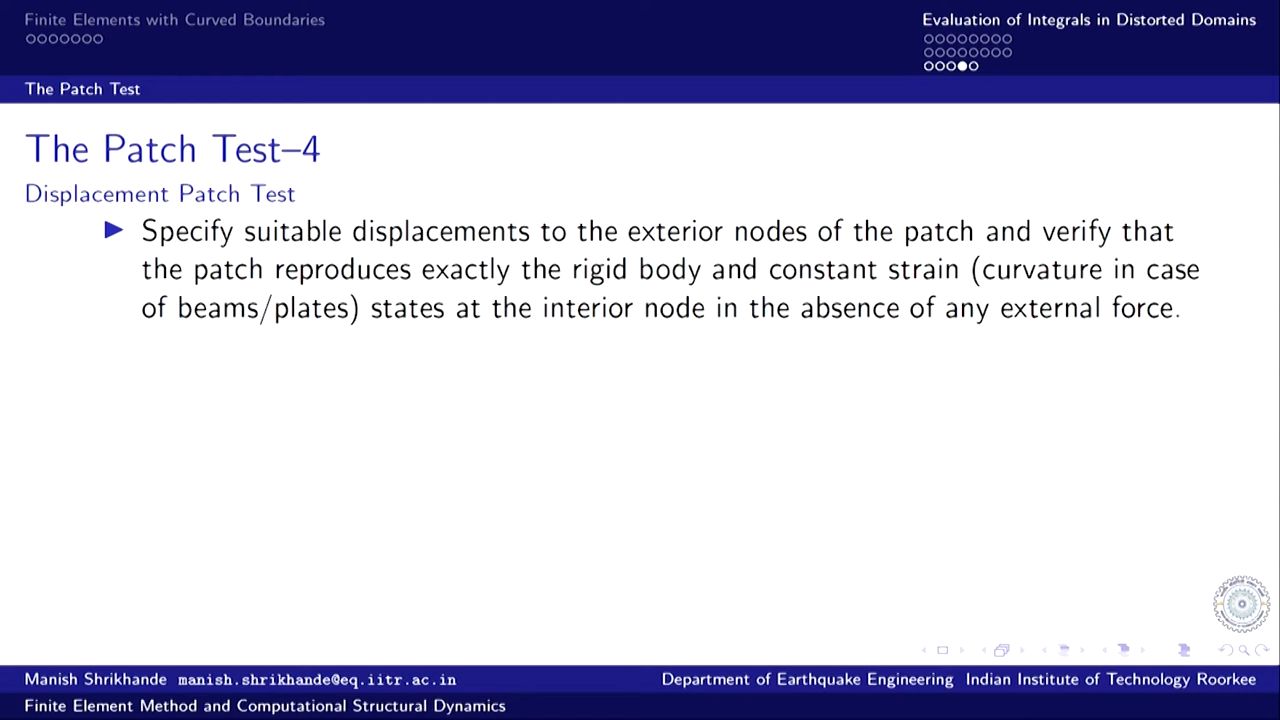 Finite Elements with Curved Boundaries
Evaluation of Integrals in Distorted Domains
The Patch Test
The Patch Test–4
Displacement Patch Test
Specify suitable displacements to the exterior nodes of the patch and verify that
the patch reproduces exactly the rigid body and constant strain (curvature in case
of beams/plates) states at the interior node in the absence of any external force.
Manish Shrikhande manish.shrikhande@eq.iitr.ac.in
Department of Earthquake Engineering Indian Institute of Technology Roorkee
Finite Element Method and Computational Structural Dynamics